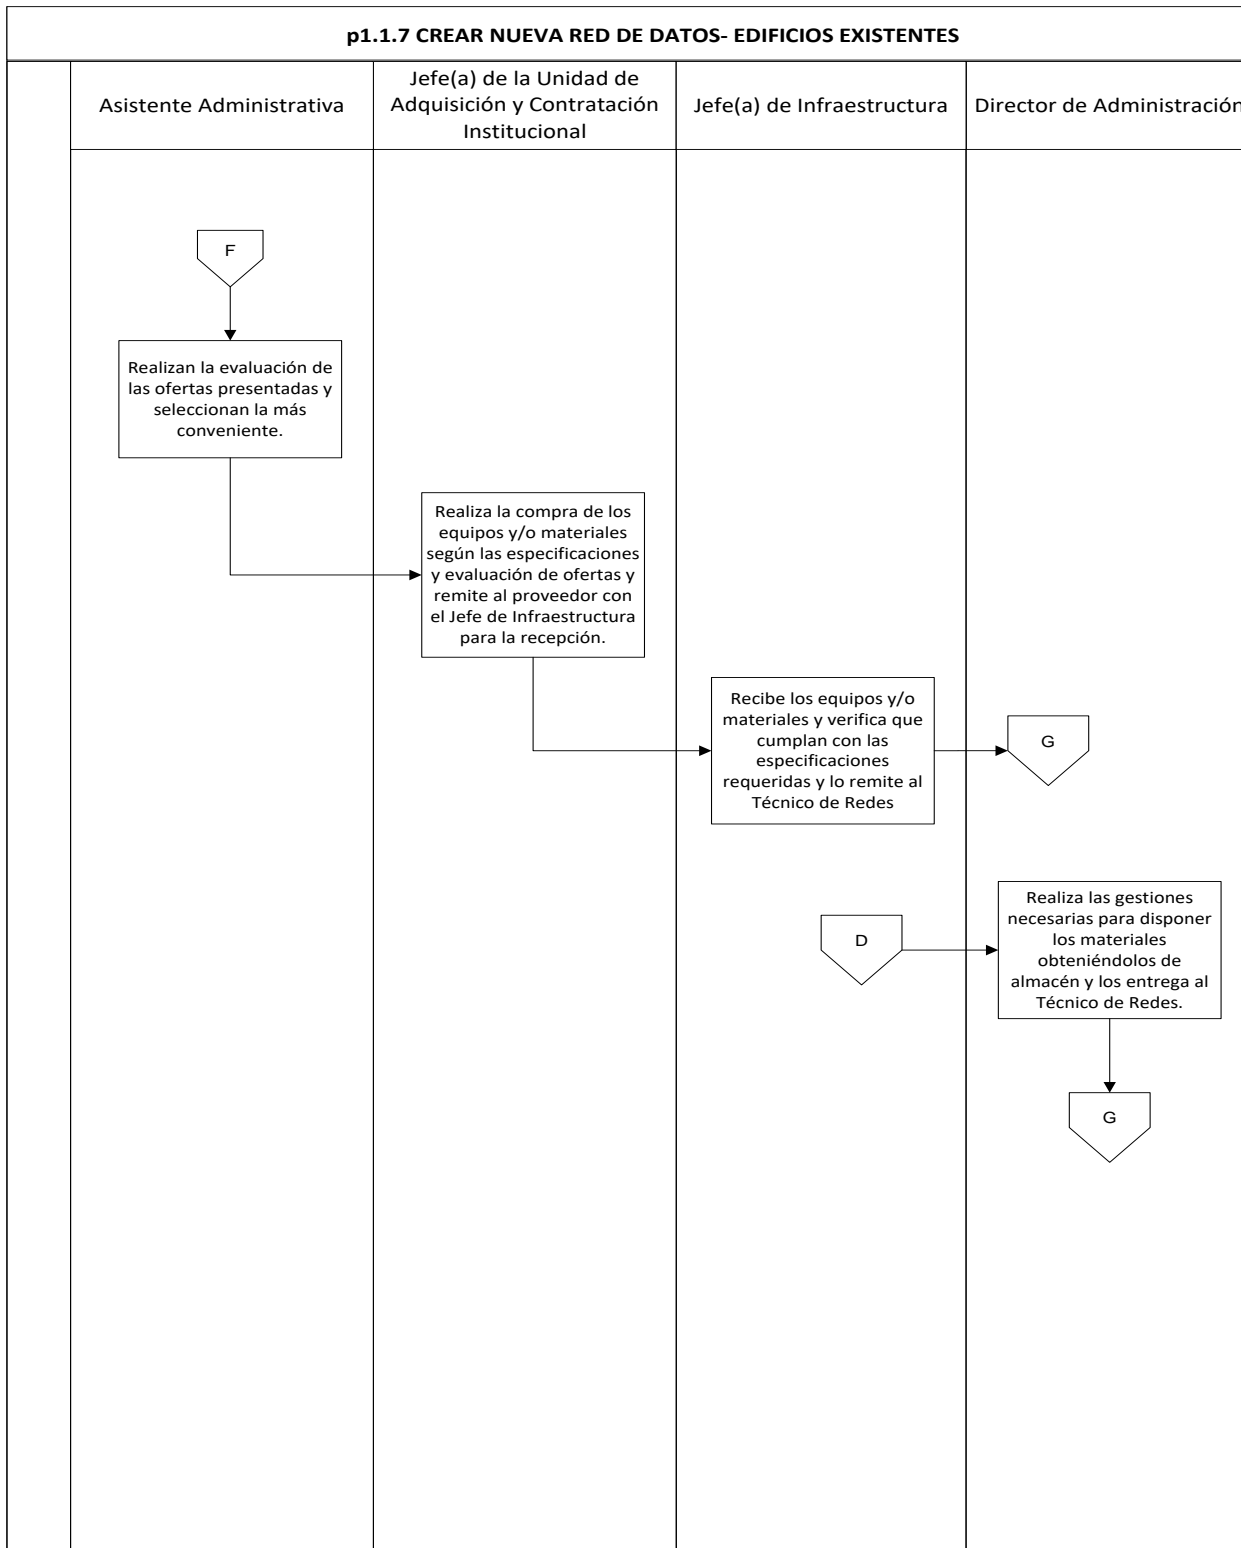 p1.1.7 CREAR NUEVA RED DE DATOS- EDIFICIOS EXISTENTES
Asistente Administrativa
Jefe(a) de la Unidad de
Adquisición y Contratación
Institucional
Jefe(a) de Infraestructura
Director de Administración
F
Realizan la evaluación de
las ofertas presentadas y
seleccionan la más
conveniente.
Realiza la compra de los
equipos y/o materiales
según las especificaciones
y evaluación de ofertas y
remite al proveedor con
el Jefe de Infraestructura
para la recepción.
Recibe los equipos y/o
materiales y verifica que
cumplan con las
especificaciones
requeridas y lo remite al
Técnico de Redes
G
D
Realiza las gestiones
necesarias para disponer
los materiales
obteniéndolos de
almacén y los entrega al
Técnico de Redes.
G